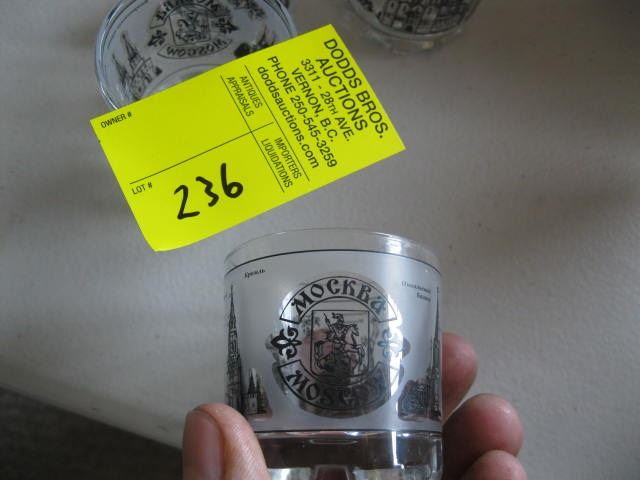 MOSCOW
DODDS BROS.
AUCTIONS
3311 - 28TH AVE.
VERNON, B.C.
PHONE 250-545-3259
doddsauctions.com
ANTIQUES
APPRAISALS
IMPORTERS
LIQUIDATIONS
OWNER #
LOT #
236
Кремль
МОСКВА
MOSCOW